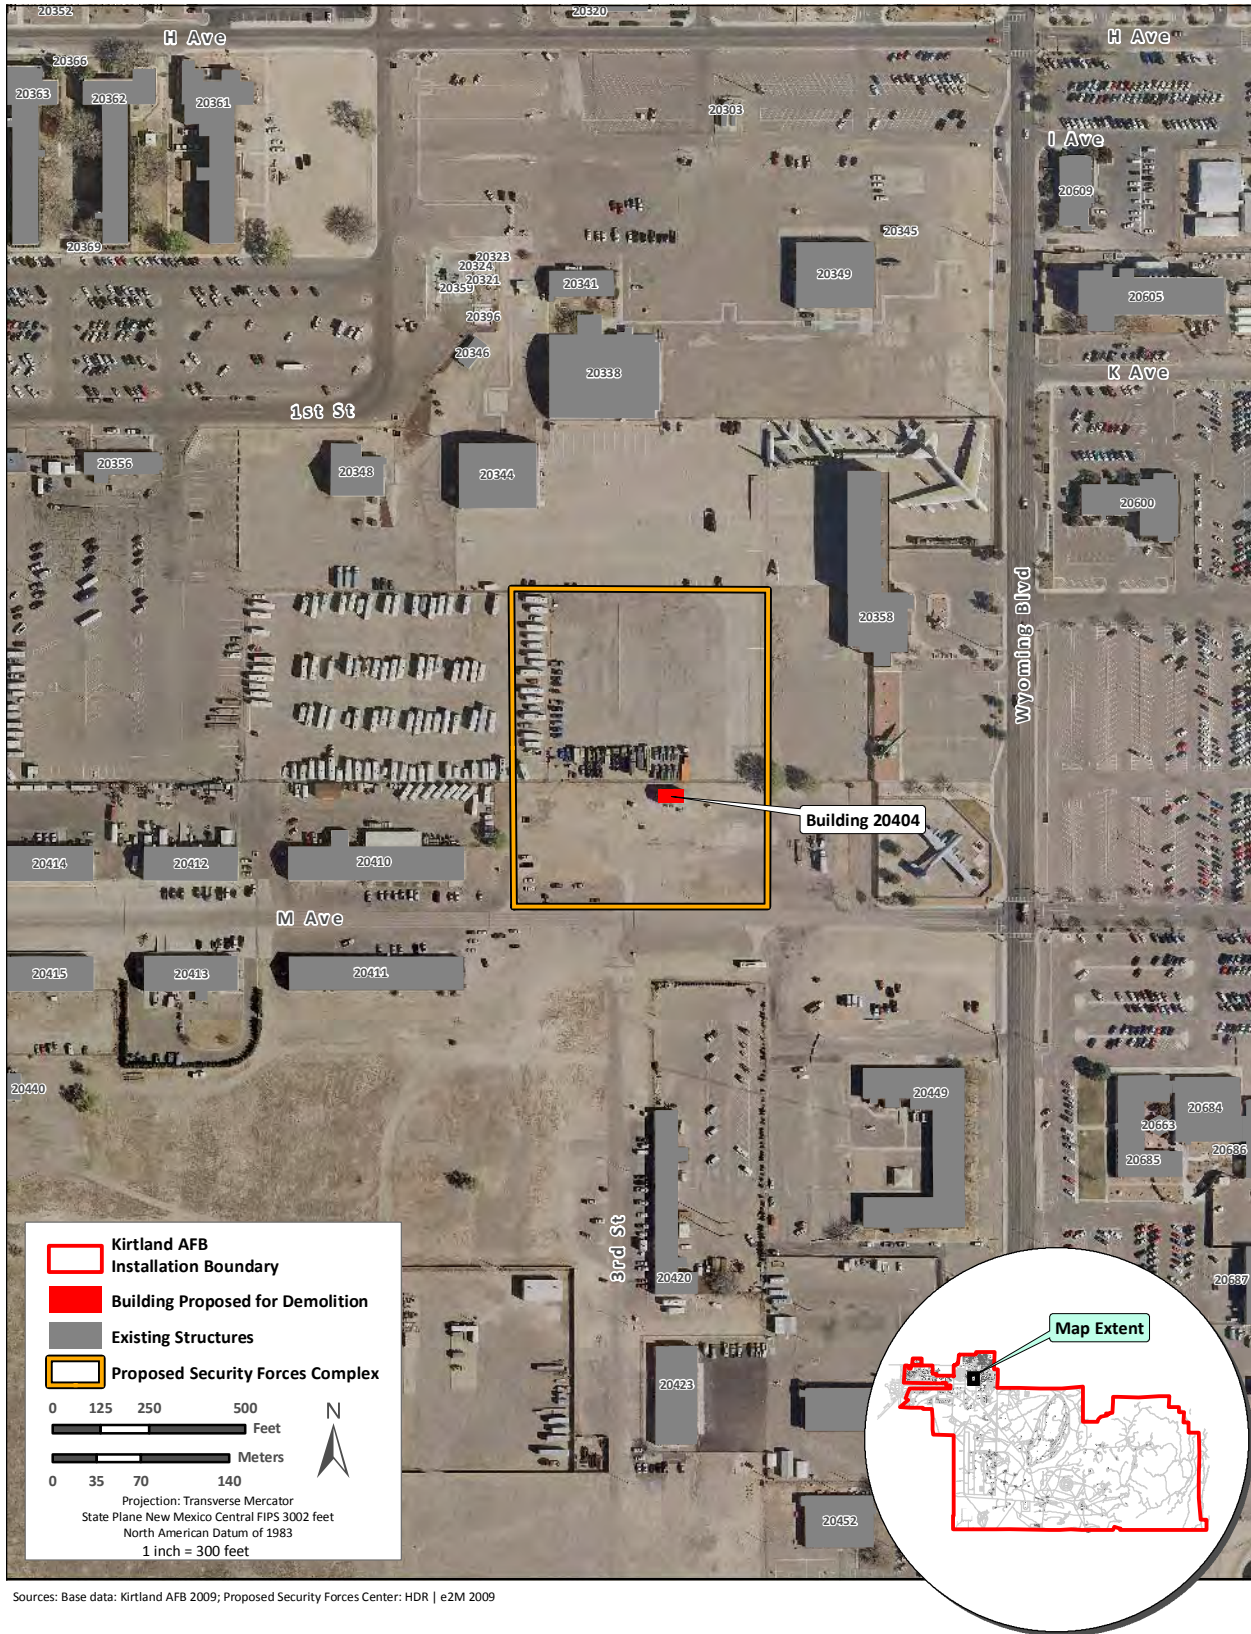 20352
20320
H Ave
H Ave
20366
20363
20362
20361
20303
I Ave
20609
20369
20345
20323
20324
20321
20359
20341
20349
20605
20396
20346
20338
K Ave
1st St
20356
20348
20344
20600
A
20358
Wyoming Blvd
Building 20404
20414
20412
20410
M Ave
20415
20413
20411
20440
20449
20684
20663
20686
20685
3rd St
20420
20687
20423
20452
Kirtland AFB
Installation Boundary
Building Proposed for Demolition
Existing Structures
Proposed Security Forces Complex
0 125 250 500
Feet
Meters
0 35 70 140
N
Projection: Transverse Mercator
State Plane New Mexico Central FIPS 3002 feet
North American Datum of 1983
1 inch = 300 feet
Map Extent
Sources: Base data: Kirtland AFB 2009; Proposed Security Forces Center: HDR | e2M 2009